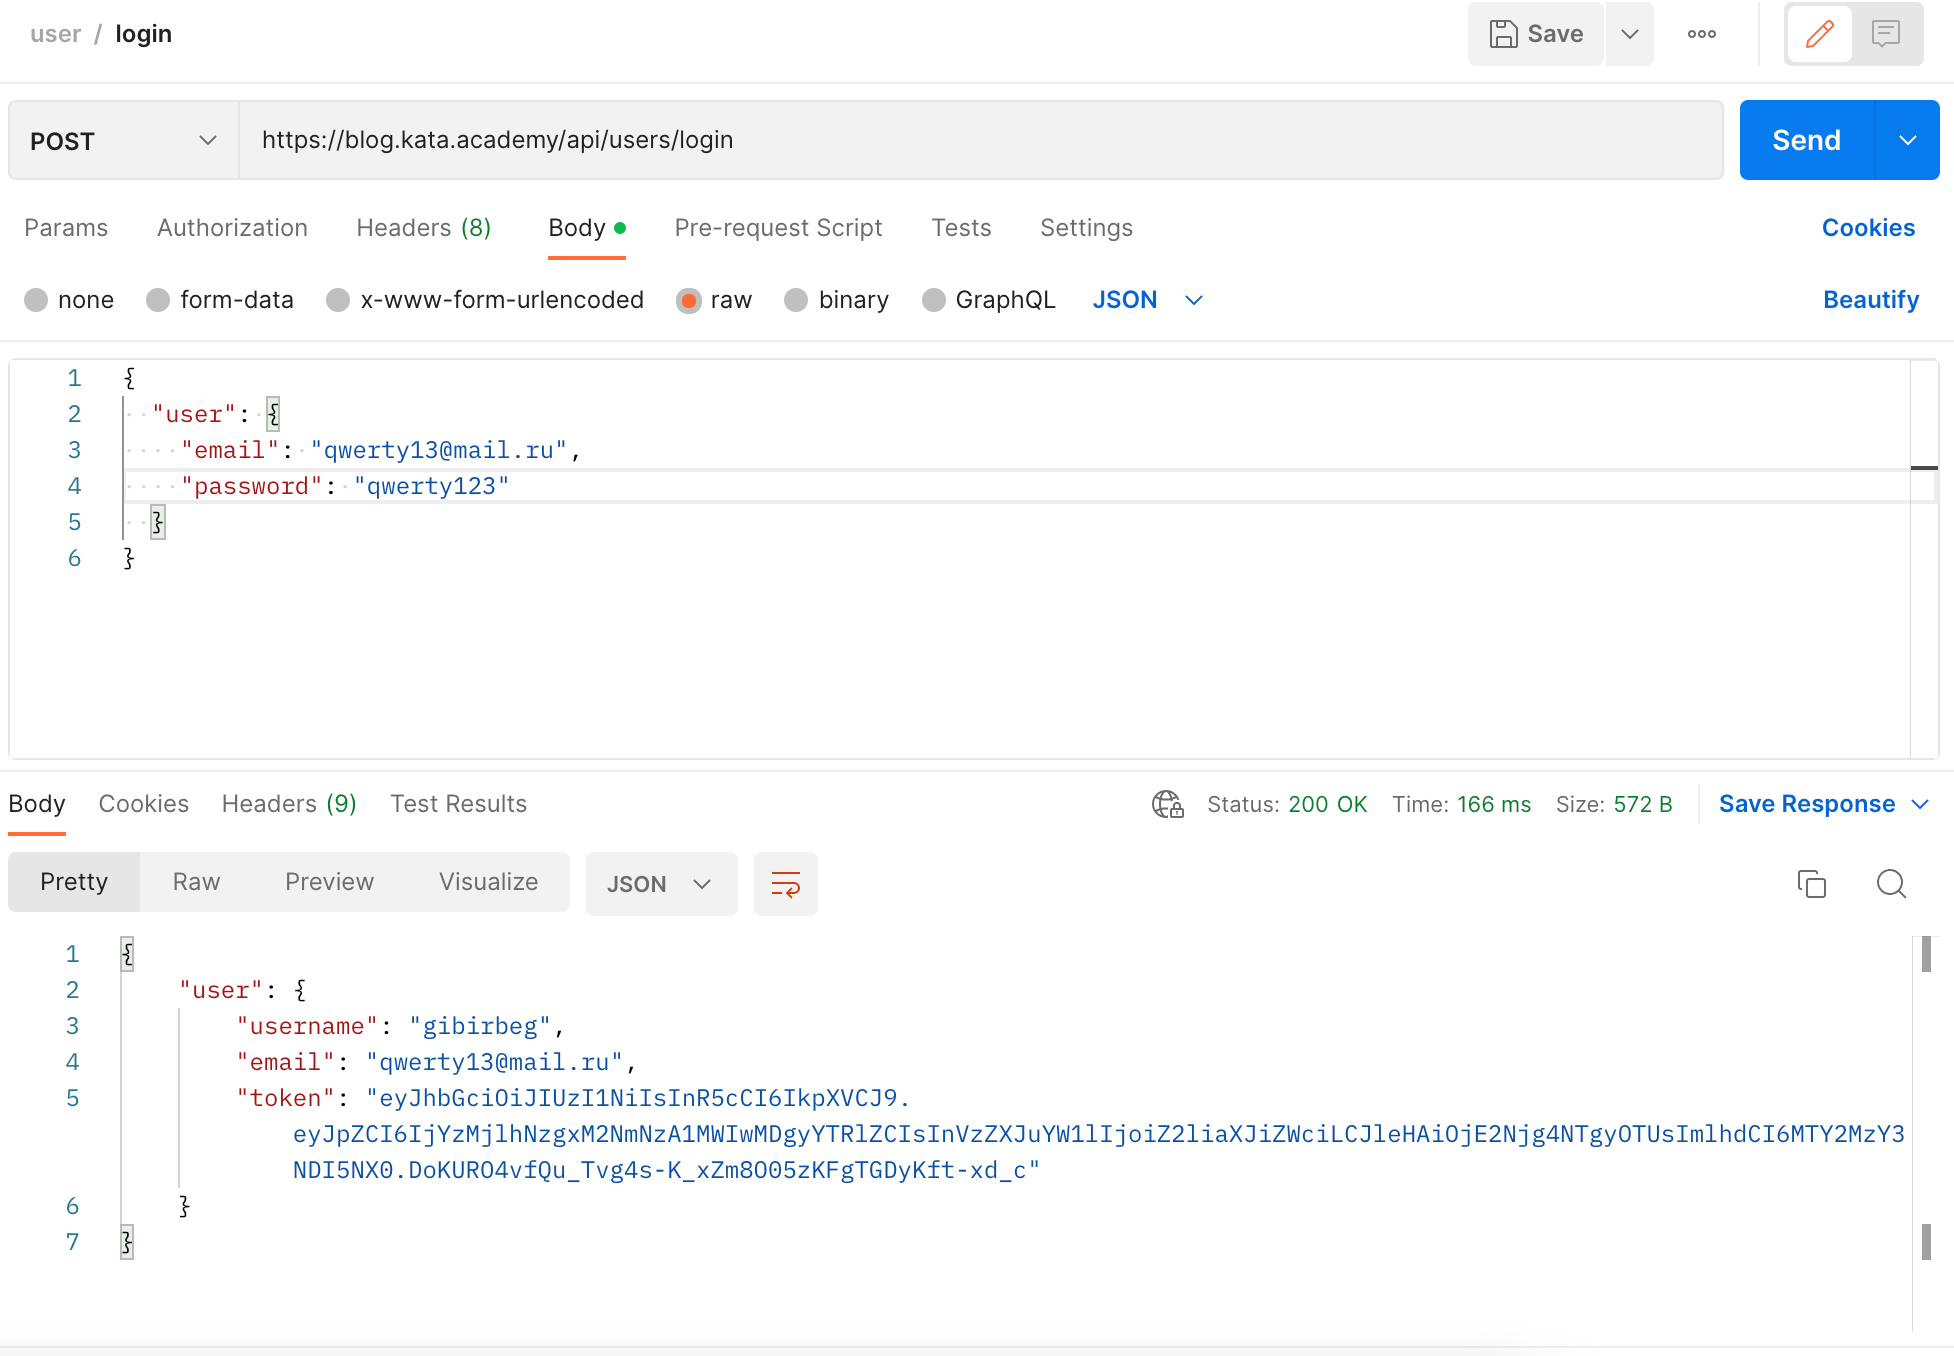 user / login
Save
POST
https://blog.kata.academy/api/users/login
Send
Params Authorization Headers (8) Body Pre-request Script Tests Settings Cookies
none form-data x-www-form-urlencoded raw binary GraphQL JSON Beautify
1 {
2 "user": {
3 "email": "qwerty13@mail.ru",
4 "password": "qwerty123"
5 }
6 }
Body Cookies Headers (9) Test Results Status: 200 OK Time: 166 ms Size: 572 B Save Response
Pretty Raw Preview Visualize JSON
1 {
2 "user": {
3 "username": "gibirbeg",
4 "email": "qwerty13@mail.ru",
5 "token": "eyJhbGciOiJIUzI1NiIsInR5cCI6IkpXVCJ9.
eyJpZCI6IjYzMjlhNzgxM2NmNzA1MWIwMDgyYTRlZCIsInVzZXJuYW1lIjoiZ2liaXJiZWciLCJleHAiOjE2Njg4NTgyOTUsImlhdCI6MTY2MzY3
NDI5NX0.DoKURO4vfQu_Tvg4s-K_xZm8O05zKFgTGDyKft-xd_c"
6 }
7 }